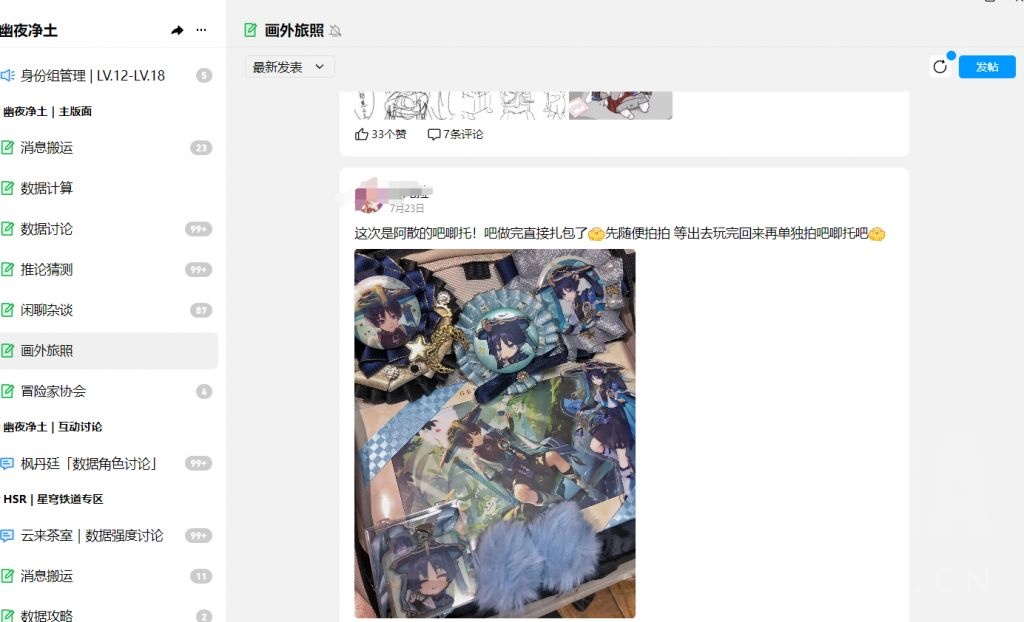 幽夜净土
身份组管理 | LV.12-LV.18
5
幽夜净土 | 主版面
消息搬运
23
数据计算
数据讨论
99+
推论猜测
99+
闲聊杂谈
87
画外旅照
冒险家协会
4
幽夜净土 | 互动讨论
枫丹廷「数据角色讨论」
99+
HSR | 星穹铁道专区
云来茶室 | 数据强度讨论
99+
消息搬运
11
数据攻略
2
画外旅照
最新发表
发帖
33个赞
7条评论
7月23日
这次是阿散的吧唧托！吧做完直接扎包了先随便拍拍 等出去玩完回来再单独拍吧唧托吧
.CN